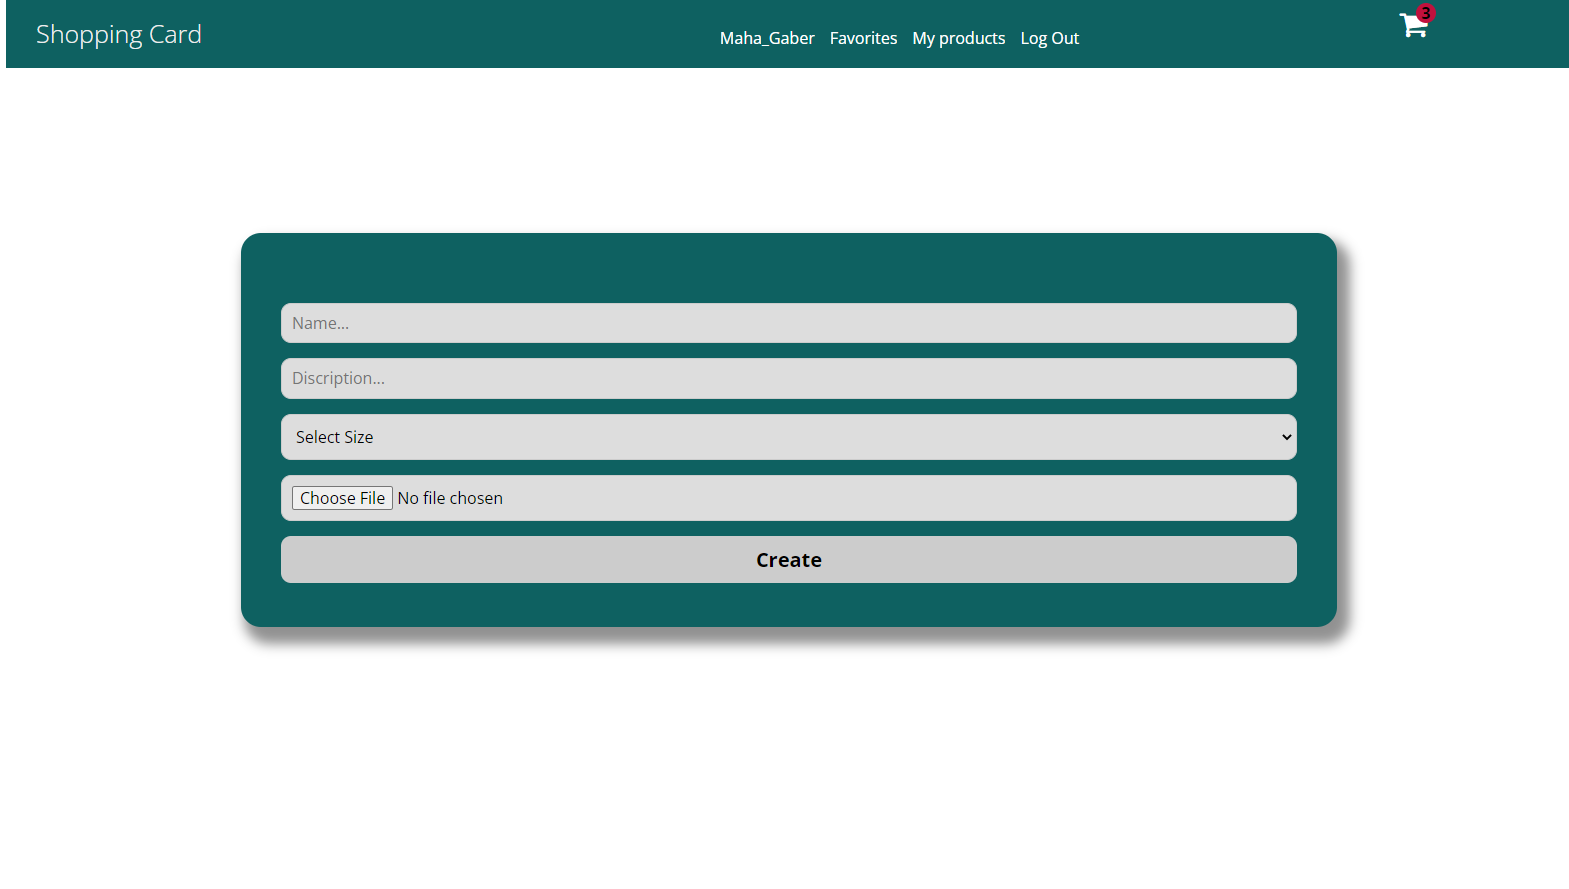 Shopping Card
Maha_Gaber Favorites My products Log Out
3
Name...
Discription...
Select Size
Choose File No file chosen
Create